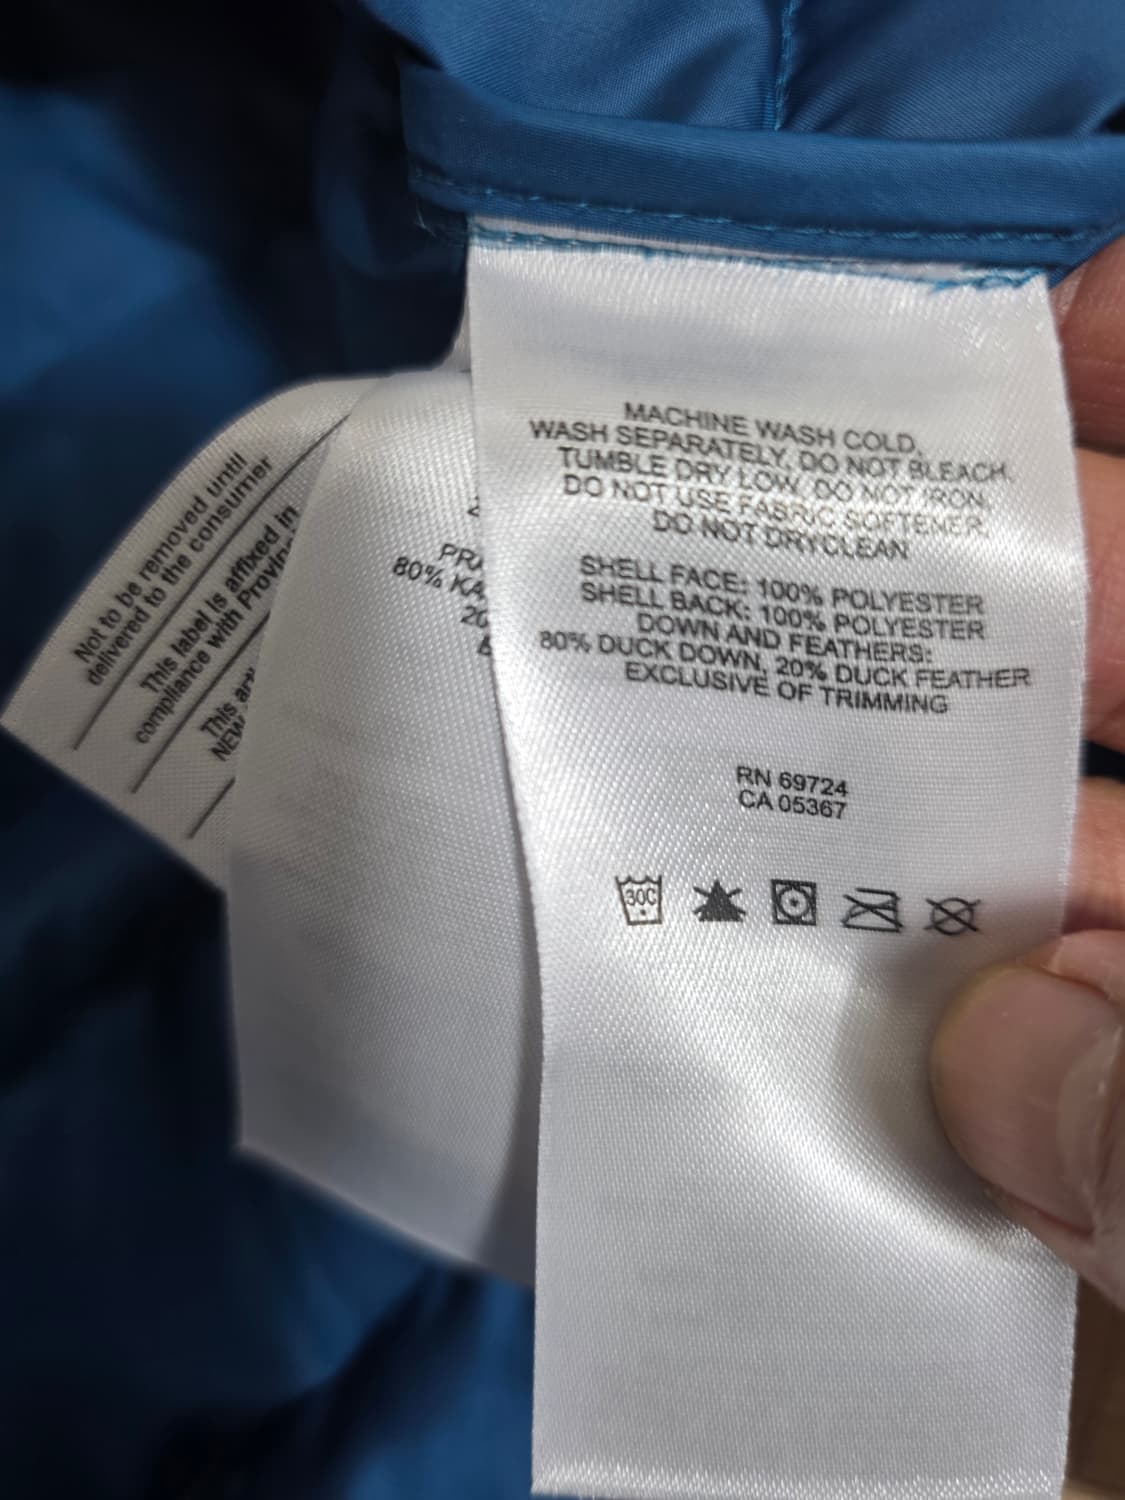 MACHINE WASH COLD,
WASH SEPARATELY, DO NOT BLEACH.
TUMBLE DRY LOW, DO NOT IRON.
DO NOT USE FABRIC SOFTENER.
DO NOT DRYCLEAN
SHELL FACE: 100% POLYESTER
SHELL BACK: 100% POLYESTER
DOWN AND FEATHERS:
80% DUCK DOWN, 20% DUCK FEATHER
EXCLUSIVE OF TRIMMING
RN 69724
CA 05367
30C
80%
Not to be removed until
delivered to the consumer
This label is affixed in
compliance with
This
NEW